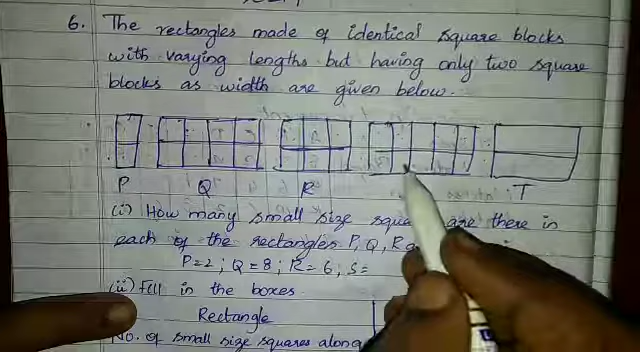 6. The rectangles made of identical square blocks
with varying lengths but having only two square
blocks as width are given below.
P Q R T
(i) How many small size are there in
each of the rectangles P, Q, R
P=2; Q=8; R=6, S=
(ii) Fill in the boxes
Rectangle
No. of small size squares along